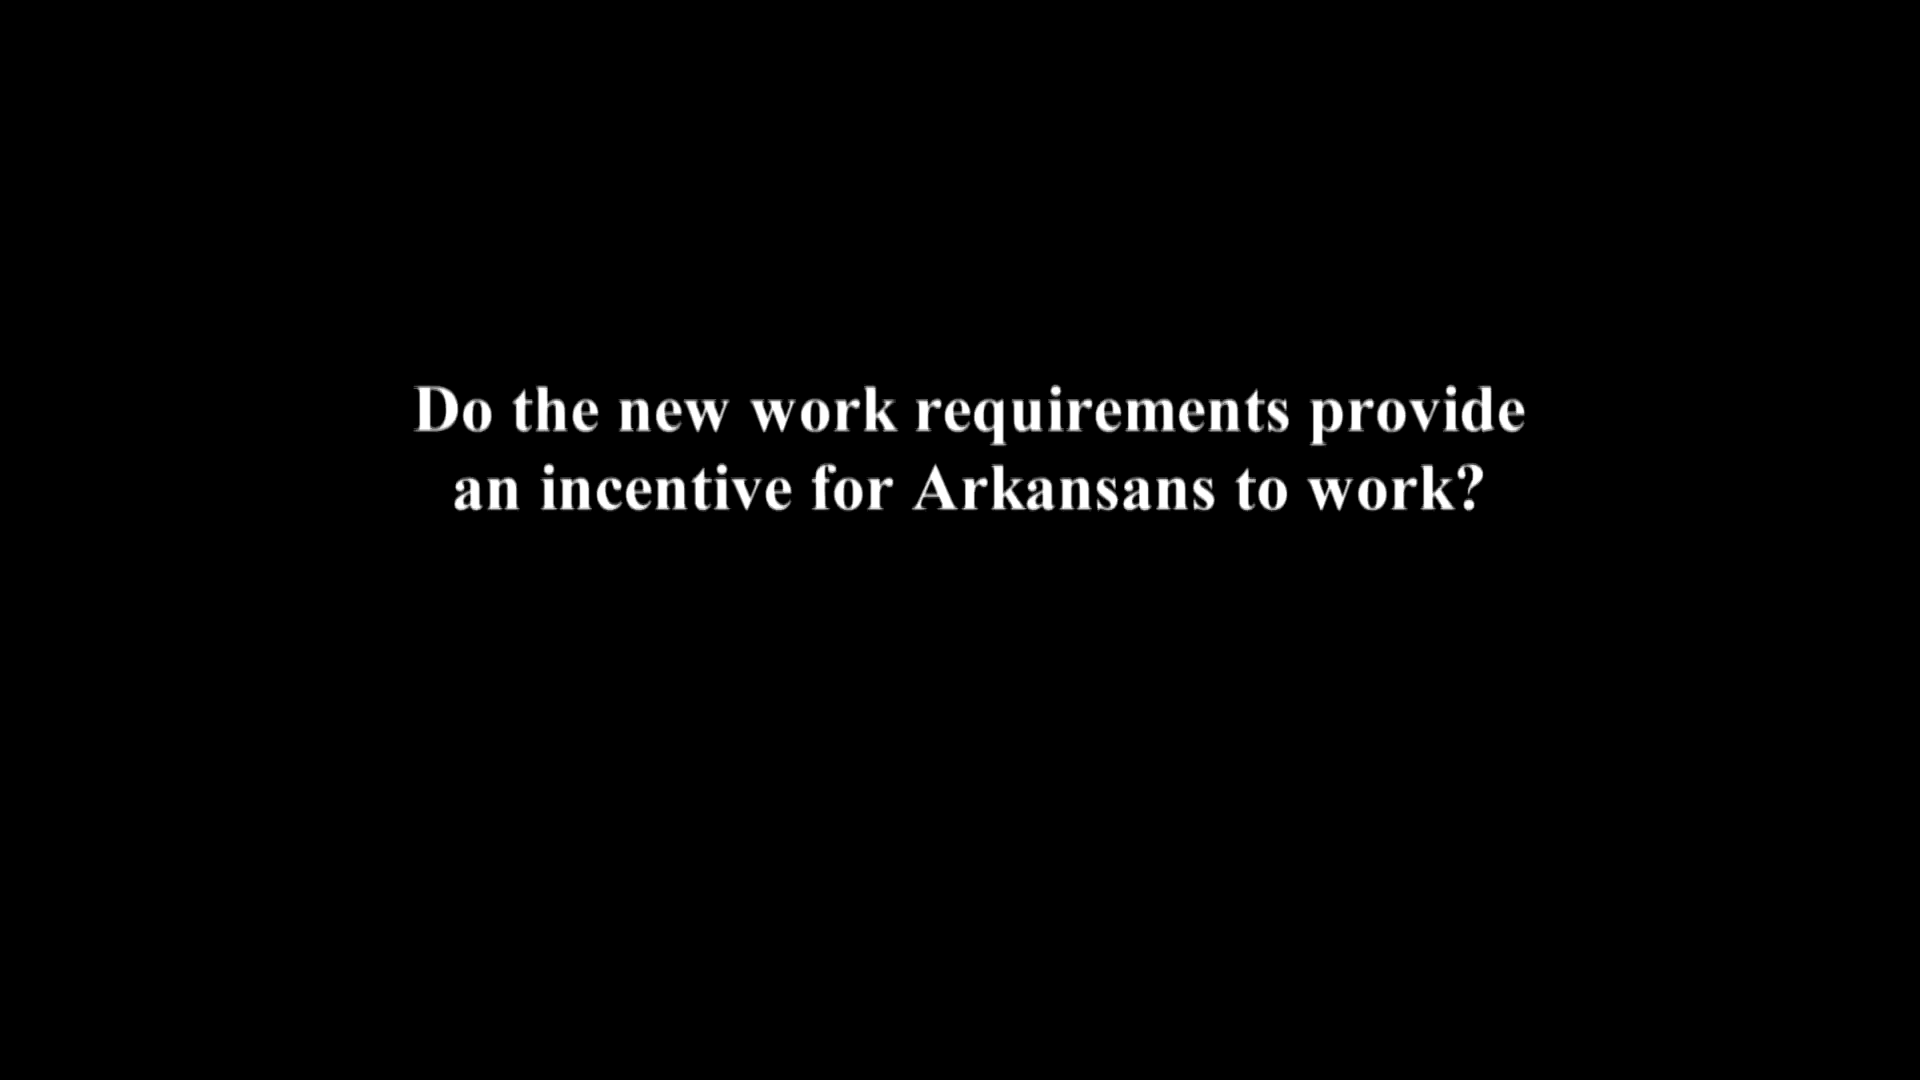 Do the new work requirements provide
an incentive for Arkansans to work?